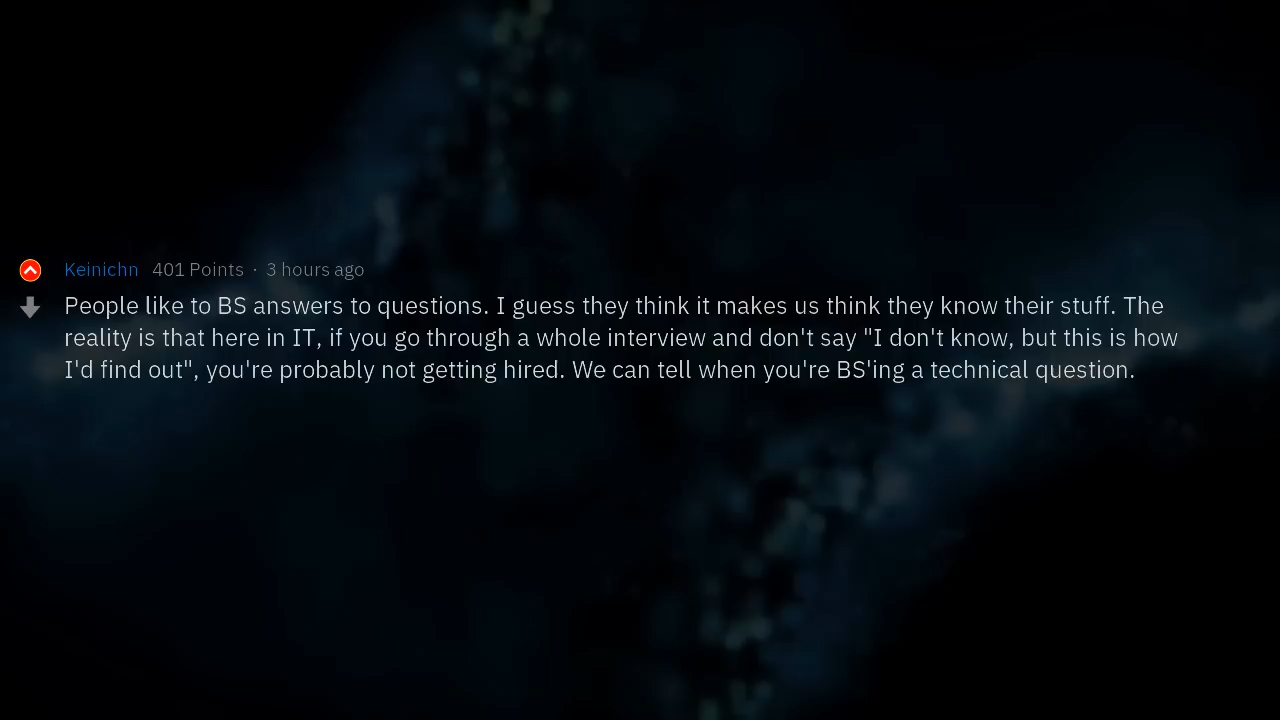 Keinichn 401 Points · 3 hours ago
People like to BS answers to questions. I guess they think it makes us think they know their stuff. The
reality is that here in IT, if you go through a whole interview and don't say "I don't know, but this is how
I'd find out", you're probably not getting hired. We can tell when you're BS'ing a technical question.